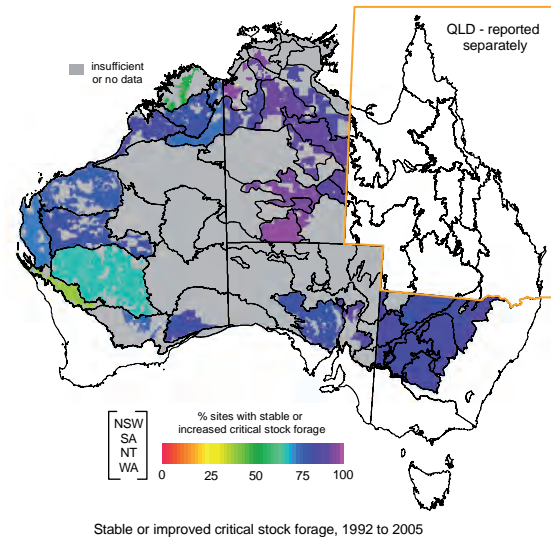 QLD - reported
separately
insufficient
or no data
% sites with stable or
increased critical stock forage
NSW
SA
NT
WA
0 25 50 75 100
Stable or improved critical stock forage, 1992 to 2005